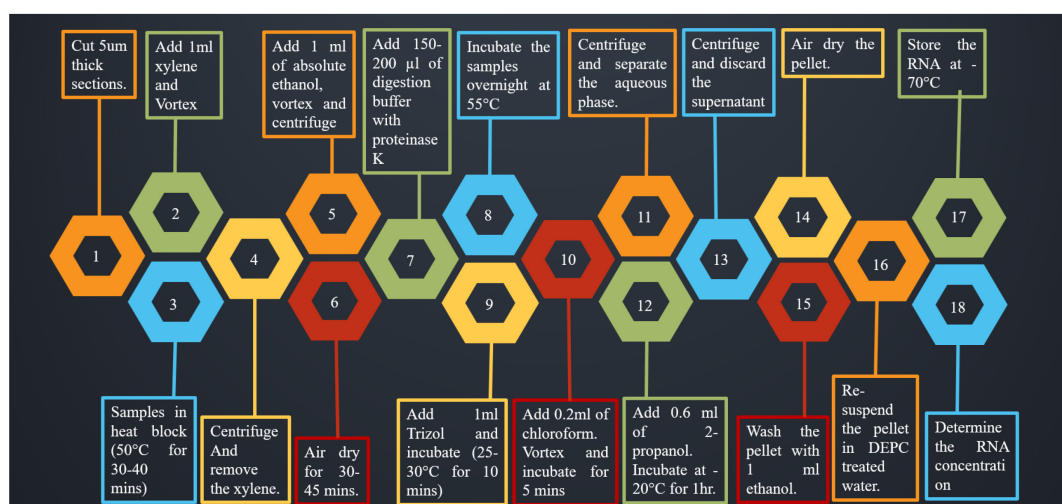 Cut 5um
thick
sections.
Add 1ml
xylene
and
Vortex
Add 1 ml
of absolute
ethanol,
vortex and
centrifuge
Add 150-
200 µl of
digestion
buffer
with
proteinase
K
Incubate the
samples
overnight at
55°C
Centrifuge
and separate
the aqueous
phase.
Centrifuge
and discard
the
supernatant
Air dry the
pellet.
Store the
RNA at -
70°C
1
2
3
4
5
6
7
8
9
10
11
12
13
14
15
16
17
18
Samples in
heat block
(50°C for
30-40
mins)
Centrifuge
And
remove
the xylene.
Air dry
for 30-
45 mins.
Add 1ml
Trizol and
incubate (25-
30°C for 10
mins)
Add 0.2ml of
chloroform.
Vortex and
incubate for
5 mins
Add 0.6 ml
of 2-
propanol.
Incubate at -
20°C for 1hr.
Wash the
pellet with
1 ml
ethanol.
Re-
suspend the
pellet in
DEPC
treated
water.
Determine
the RNA
concentrati
on